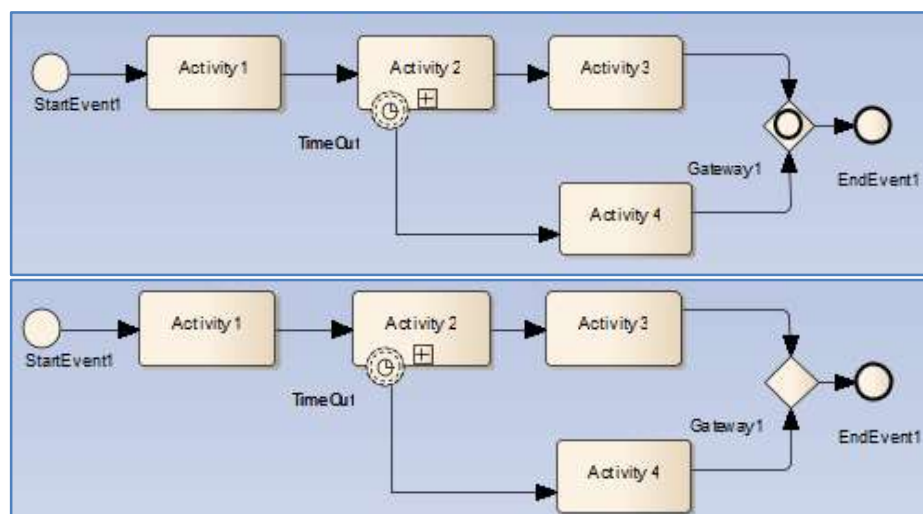 Activity 1
Activity 2
Activity 3
StartEvent1
TimeOut
Gateway1
EndEvent1
Activity 4
Activity 1
Activity 2
Activity 3
StartEvent1
TimeOut
Gateway1
EndEvent1
Activity 4